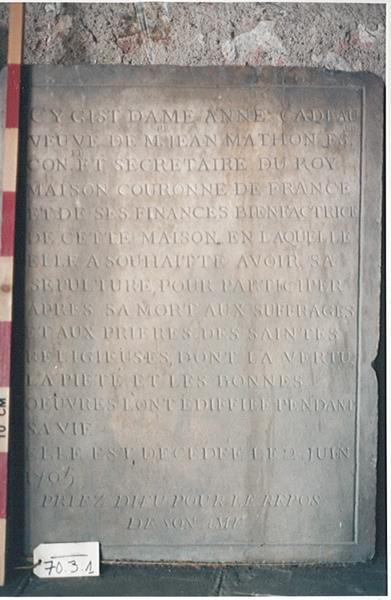 CY GIST DAME ANNE CADEAU
VEUVE DE MRE JEAN MATHON ES
CON ET SECRETAIRE DU ROY
MAISON COURONNE DE FRANCE
ET DE SES FINANCES BIENFACTRICE
DE CETTE MAISON EN LAQUELLE
ELLE A SOUHAITTE AVOIR SA
SEPULTURE, POUR PARTICIPER
APRES SA MORT AUX SUFFRAGES
ET AUX PRIERES DES SAINTES
RELIGIEUSES, DONT LA VERTU
LA PIETE ET LES BONNES
OEUVRES L'ONT EDIFFIEE PENDANT
SA VIE
ELLE EST DECEDEE LE 2 JUIN
PRIEZ DIEU POUR LE REPOS
DE SON AME
10 CM
70.3.1